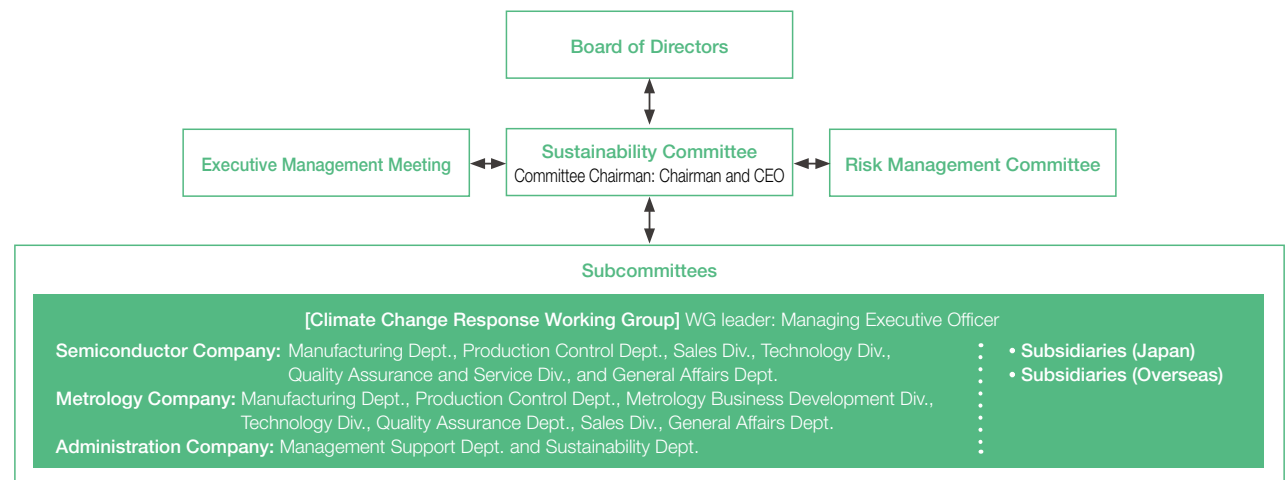 Board of Directors
Executive Management Meeting
Sustainability Committee
Committee Chairman: Chairman and CEO
Risk Management Committee
Subcommittees
[Climate Change Response Working Group] WG leader: Managing Executive Officer
Semiconductor Company: Manufacturing Dept., Production Control Dept., Sales Div., Technology Div.,
Quality Assurance and Service Div., and General Affairs Dept.
Metrology Company: Manufacturing Dept., Production Control Dept., Metrology Business Development Div.,
Technology Div., Quality Assurance Dept., Sales Div., General Affairs Dept.
Administration Company: Management Support Dept. and Sustainability Dept.
• Subsidiaries (Japan)
• Subsidiaries (Overseas)